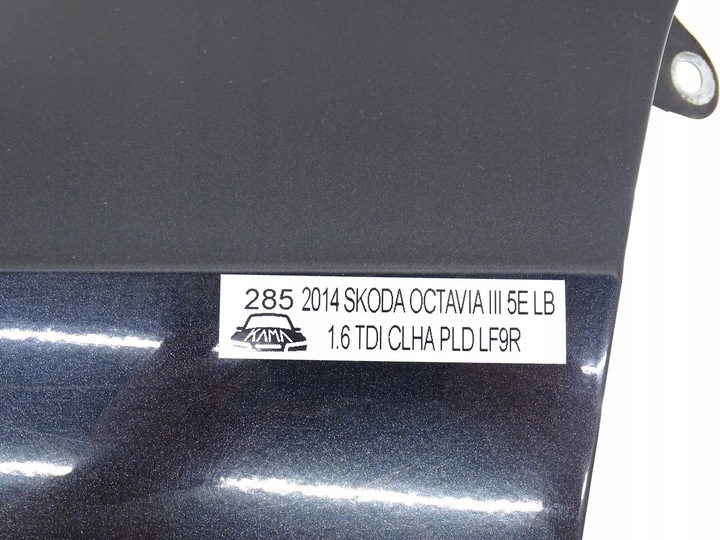 285 2014 SKODA OCTAVIA III 5E LB
KAMA 1.6 TDI CLHA PLD LF9R